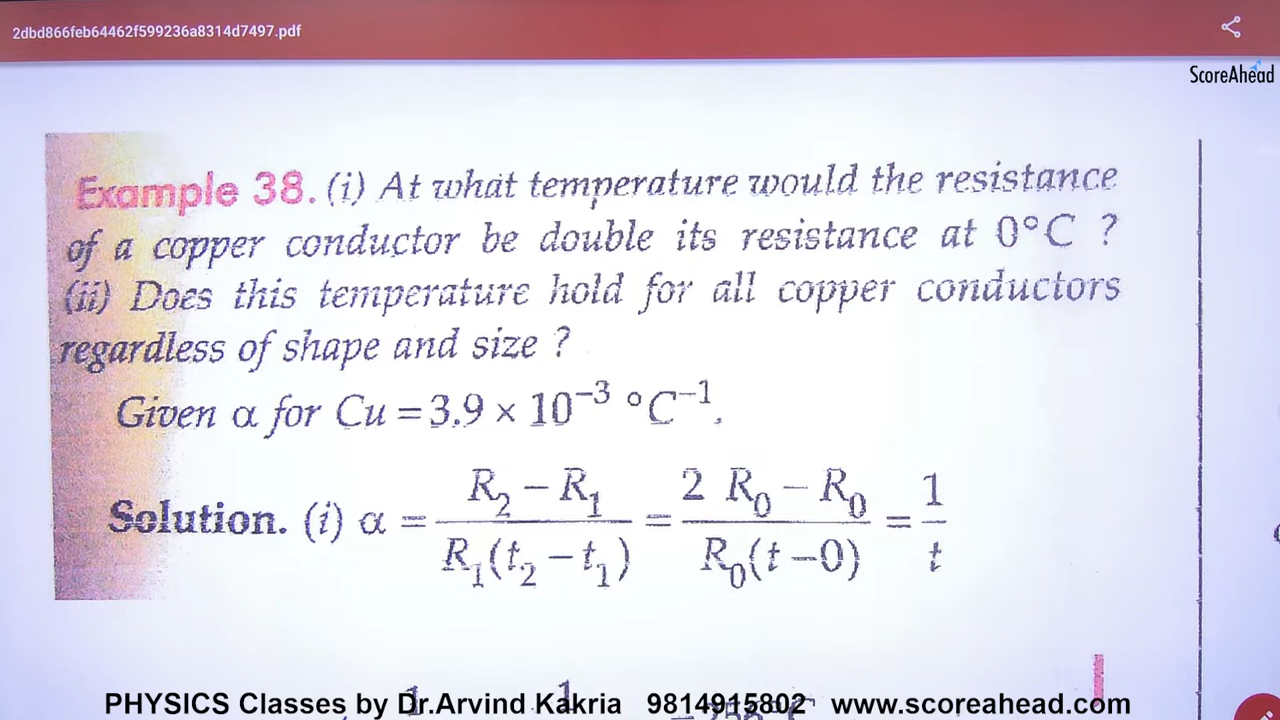 2dbd866feb64462f599236a8314d7497.pdf
ScoreAhead
Example 38. (i) At what temperature would the resistance
of a copper conductor be double its resistance at 0°C ?
(ii) Does this temperature hold for all copper conductors
regardless of shape and size ?
Given α for Cu = 3.9 × 10⁻³ °C⁻¹.
Solution. (i) α = (R₂ − R₁)/(R₁(t₂ − t₁)) = (2 R₀ − R₀)/(R₀(t − 0)) = 1/t
PHYSICS Classes by Dr.Arvind Kakria 9814915802 www.scoreahead.com